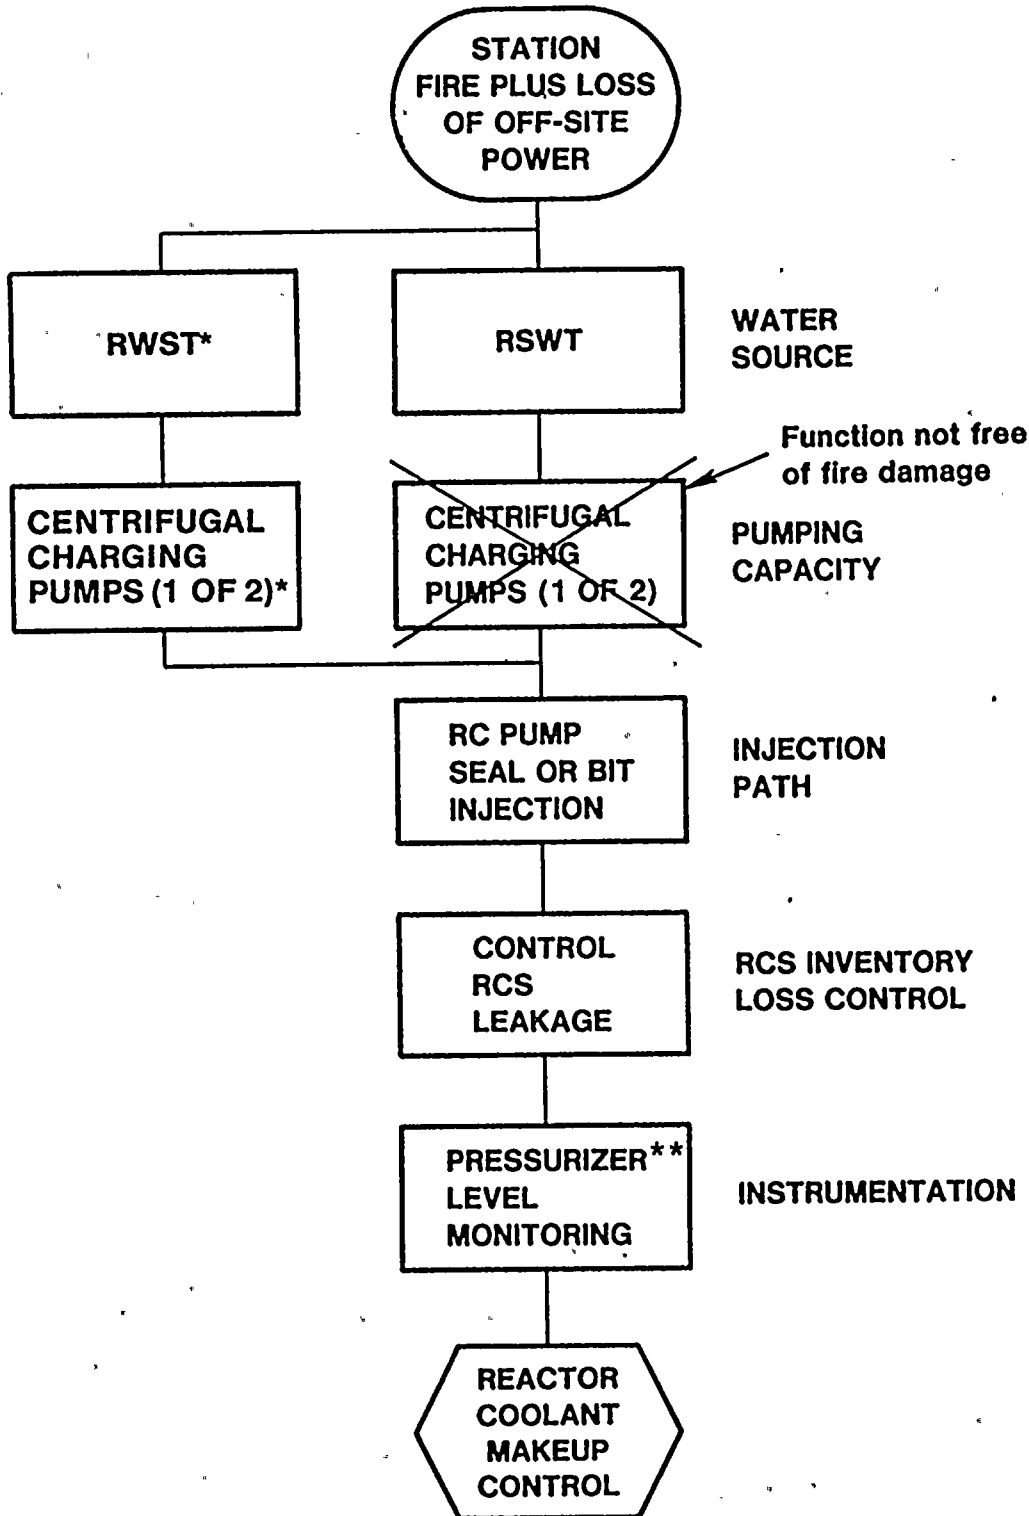 STATION
FIRE PLUS LOSS
OF OFF-SITE
POWER
RWST*
RSWT
WATER
SOURCE
Function not free
of fire damage
CENTRIFUGAL
CHARGING
PUMPS (1 OF 2)*
CENTRIFUGAL
CHARGING
PUMPS (1 OF 2)
PUMPING
CAPACITY
RC PUMP
SEAL OR BIT
INJECTION
INJECTION
PATH
CONTROL
RCS
LEAKAGE
RCS INVENTORY
LOSS CONTROL
PRESSURIZER**
LEVEL
MONITORING
INSTRUMENTATION
REACTOR
COOLANT
MAKEUP
CONTROL